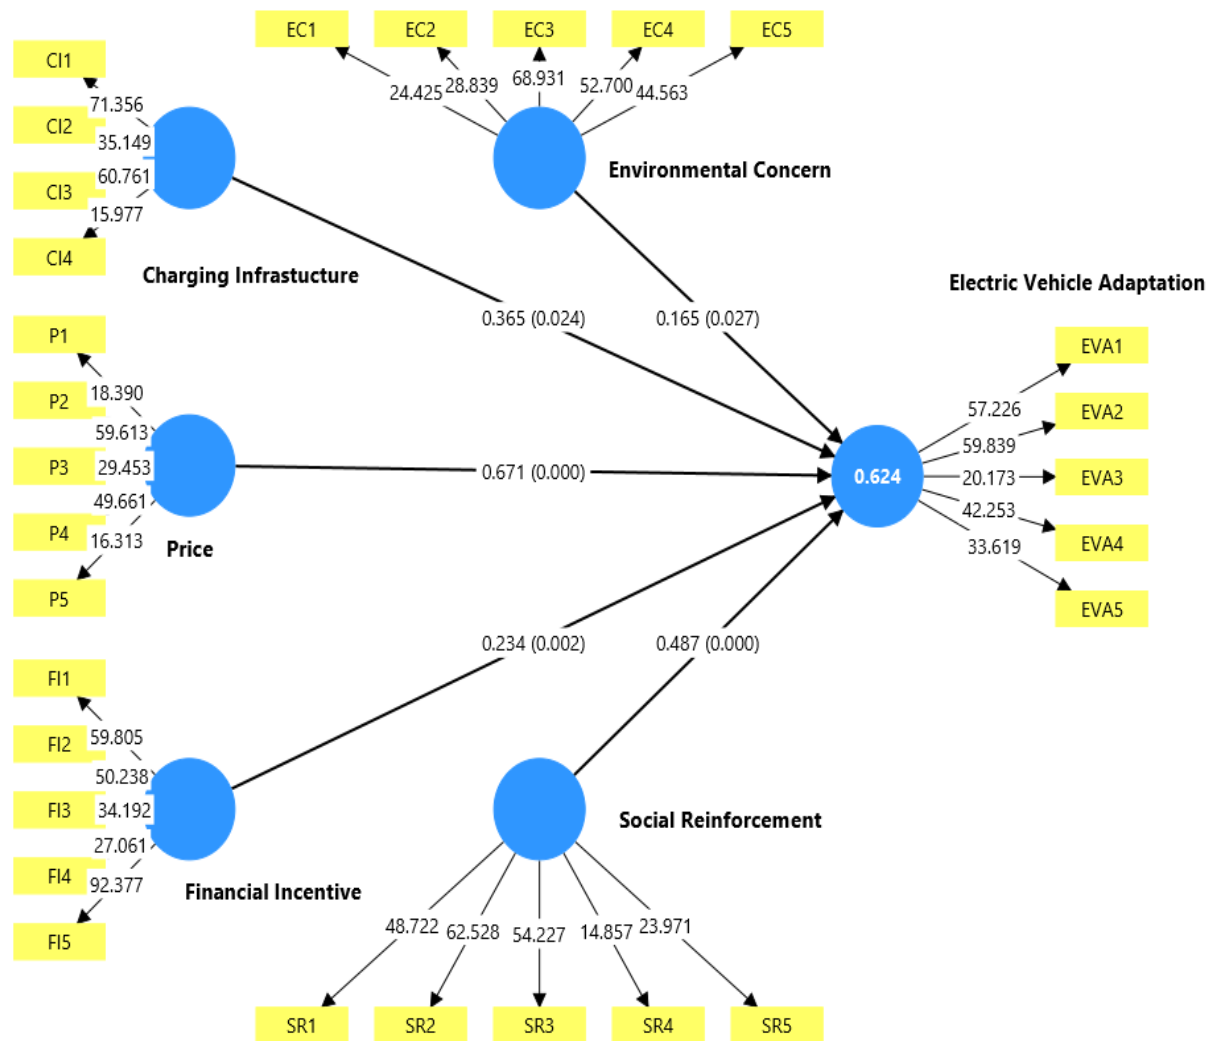 EC1
EC2
EC3
EC4
EC5
24.425
28.839
68.931
52.700
44.563
Environmental Concern
CI1
CI2
CI3
CI4
71.356
35.149
60.761
15.977
Charging Infrastucture
0.365 (0.024)
0.165 (0.027)
Electric Vehicle Adaptation
P1
P2
P3
P4
P5
18.390
59.613
29.453
49.661
16.313
Price
0.671 (0.000)
0.624
57.226
59.839
20.173
42.253
33.619
EVA1
EVA2
EVA3
EVA4
EVA5
0.234 (0.002)
0.487 (0.000)
FI1
FI2
FI3
FI4
FI5
59.805
50.238
34.192
27.061
92.377
Financial Incentive
Social Reinforcement
48.722
62.528
54.227
14.857
23.971
SR1
SR2
SR3
SR4
SR5